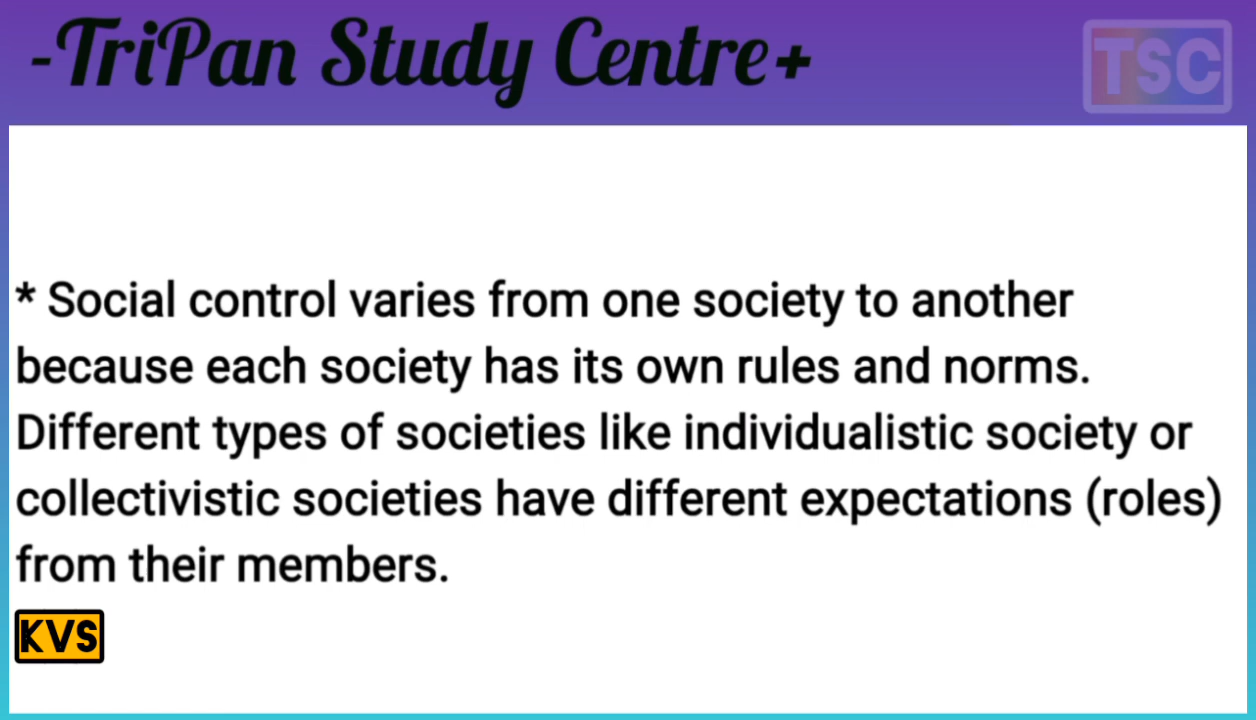 -TriPan Study Centre+
TSC
* Social control varies from one society to another
because each society has its own rules and norms.
Different types of societies like individualistic society or
collectivistic societies have different expectations (roles)
from their members.
KVS